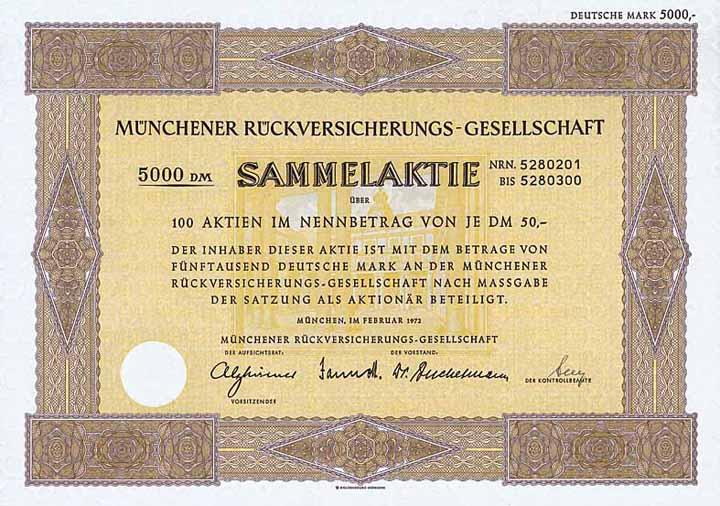 DEUTSCHE MARK 5000,-
MÜNCHENER RÜCKVERSICHERUNGS-GESELLSCHAFT
5000 DM SAMMELAKTIE NRN. 5280201
BIS 5280300
ÜBER
100 AKTIEN IM NENNBETRAG VON JE DM 50,-
DER INHABER DIESER AKTIE IST MIT DEM BETRAGE VON
FÜNFTAUSEND DEUTSCHE MARK AN DER MÜNCHENER
RÜCKVERSICHERUNGS-GESELLSCHAFT NACH MASSGABE
DER SATZUNG ALS AKTIONÄR BETEILIGT.
MÜNCHEN, IM FEBRUAR 1972
MÜNCHENER RÜCKVERSICHERUNGS-GESELLSCHAFT
DER AUFSICHTSRAT: DER VORSTAND:
VORSITZENDER
DER KONTROLLBEAMTE